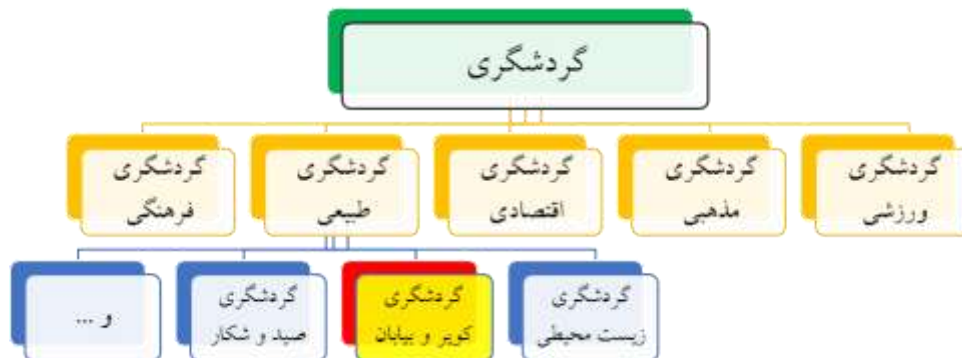 گردشگری
گردشگری
ورزشی
گردشگری
مذهبی
گردشگری
اقتصادی
گردشگری
طبیعی
گردشگری
فرهنگی
گردشگری
زیست محیطی
گردشگری
کویر و بیابان
گردشگری
صید و شکار
و ...